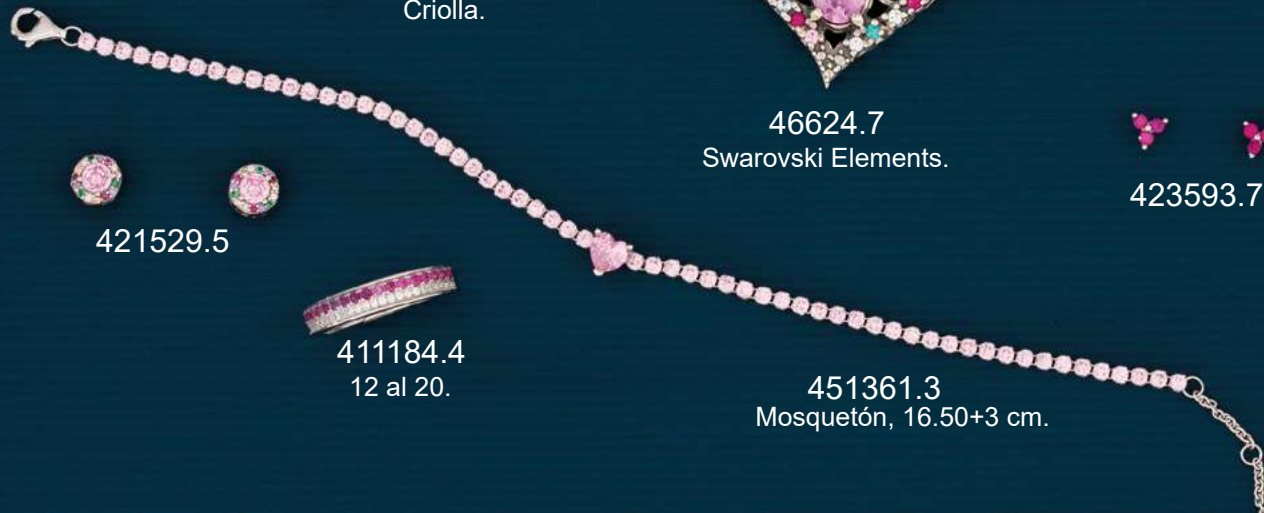 Criolla.
46624.7
Swarovski Elements.
423593.7
421529.5
411184.4
12 al 20.
451361.3
Mosquetón, 16.50+3 cm.